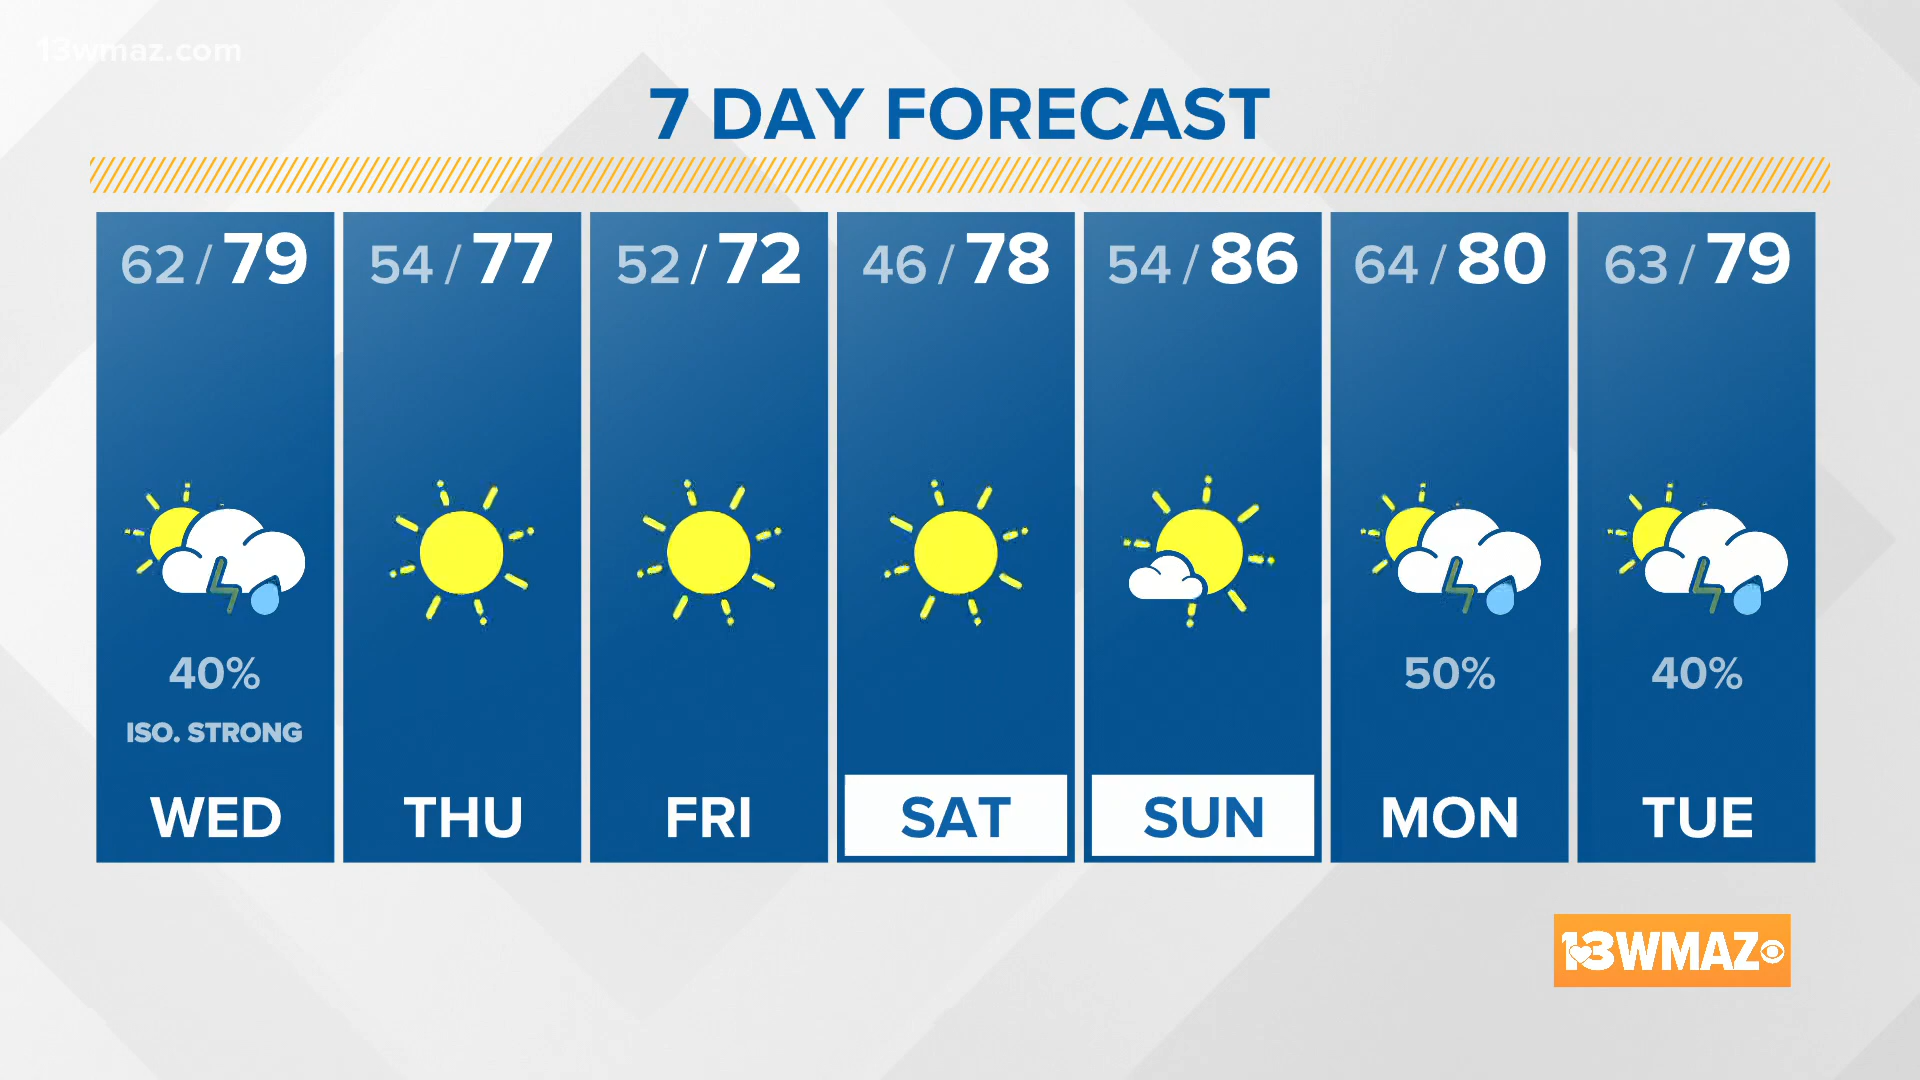 13wmaz.com
7 DAY FORECAST
62 / 79
54 / 77
52 / 72
46 / 78
54 / 86
64 / 80
63 / 79
40%
50%
40%
ISO. STRONG
WED
THU
FRI
SAT
SUN
MON
TUE
13WMAZ